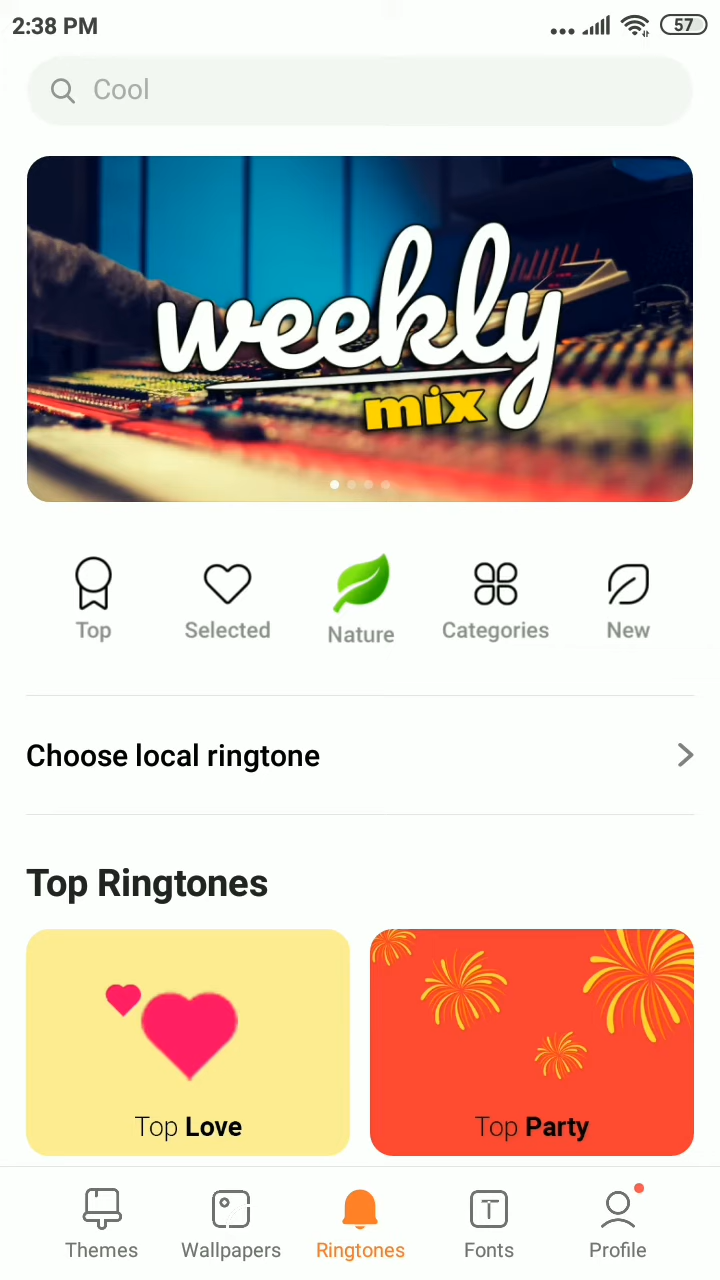 2:38 PM
57
Cool
weekly
mix
Top
Selected
Nature
Categories
New
Choose local ringtone
Top Ringtones
Top Love
Top Party
Themes
Wallpapers
Ringtones
T
Fonts
Profile